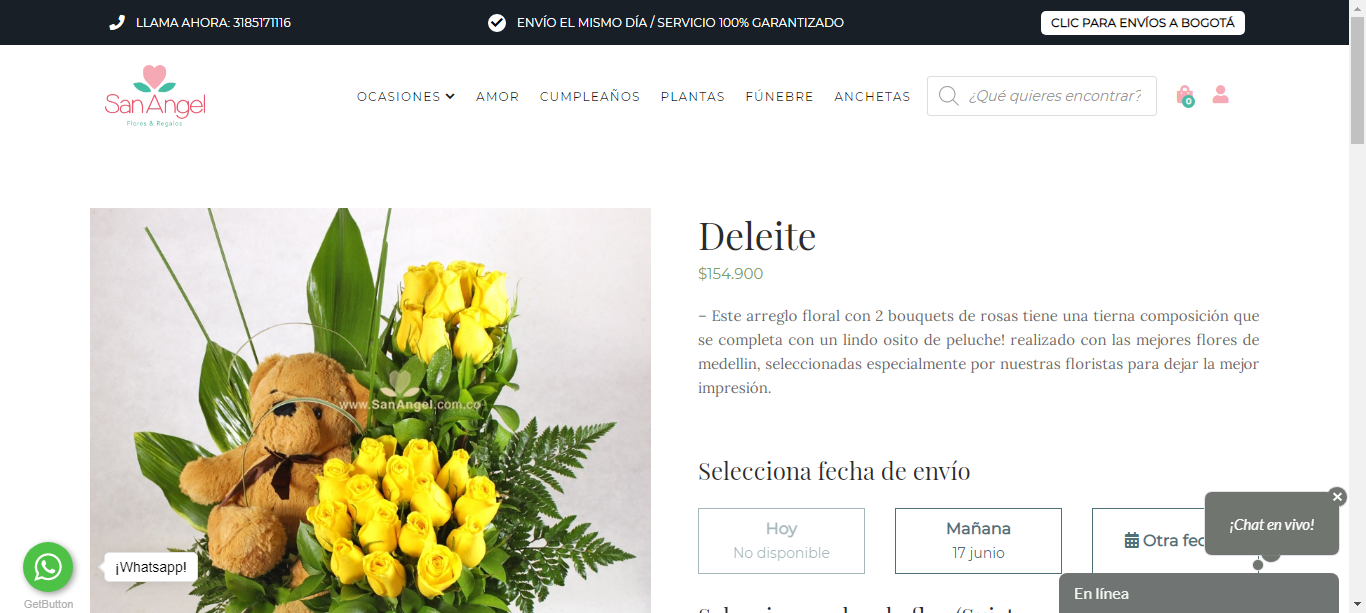 LLAMA AHORA: 3185171116
ENVÍO EL MISMO DÍA / SERVICIO 100% GARANTIZADO
CLIC PARA ENVÍOS A BOGOTÁ
SanAngel
Flores & Regalos
OCASIONES
AMOR
CUMPLEAÑOS
PLANTAS
FÚNEBRE
ANCHETAS
¿Qué quieres encontrar?
0
www.SanAngel.com.co
Deleite
$154.900
– Este arreglo floral con 2 bouquets de rosas tiene una tierna composición que
se completa con un lindo osito de peluche! realizado con las mejores flores de
medellin, seleccionadas especialmente por nuestras floristas para dejar la mejor
impresión.
Selecciona fecha de envío
Hoy
No disponible
Mañana
17 junio
Otra fec
¡Chat en vivo!
En línea
¡Whatsapp!
GetButton